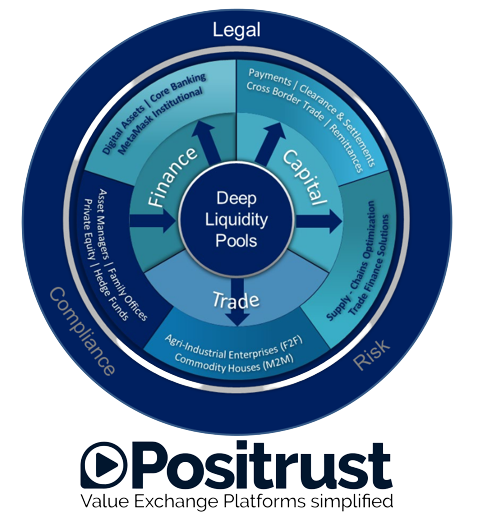 Legal
Digital Assets | Core Banking
MetaMask Institutional
Payments | Clearance & Settlements
Cross Border Trade | Remittances
Finance
Capital
Deep
Liquidity
Pools
Asset Managers | Family Offices
Private Equity | Hedge Funds
Supply - Chains Optimization
Trade Finance Solutions
Trade
Agri-Industrial Enterprises (F2F)
Commodity Houses (M2M)
Compliance
Risk
Positrust
Value Exchange Platforms simplified